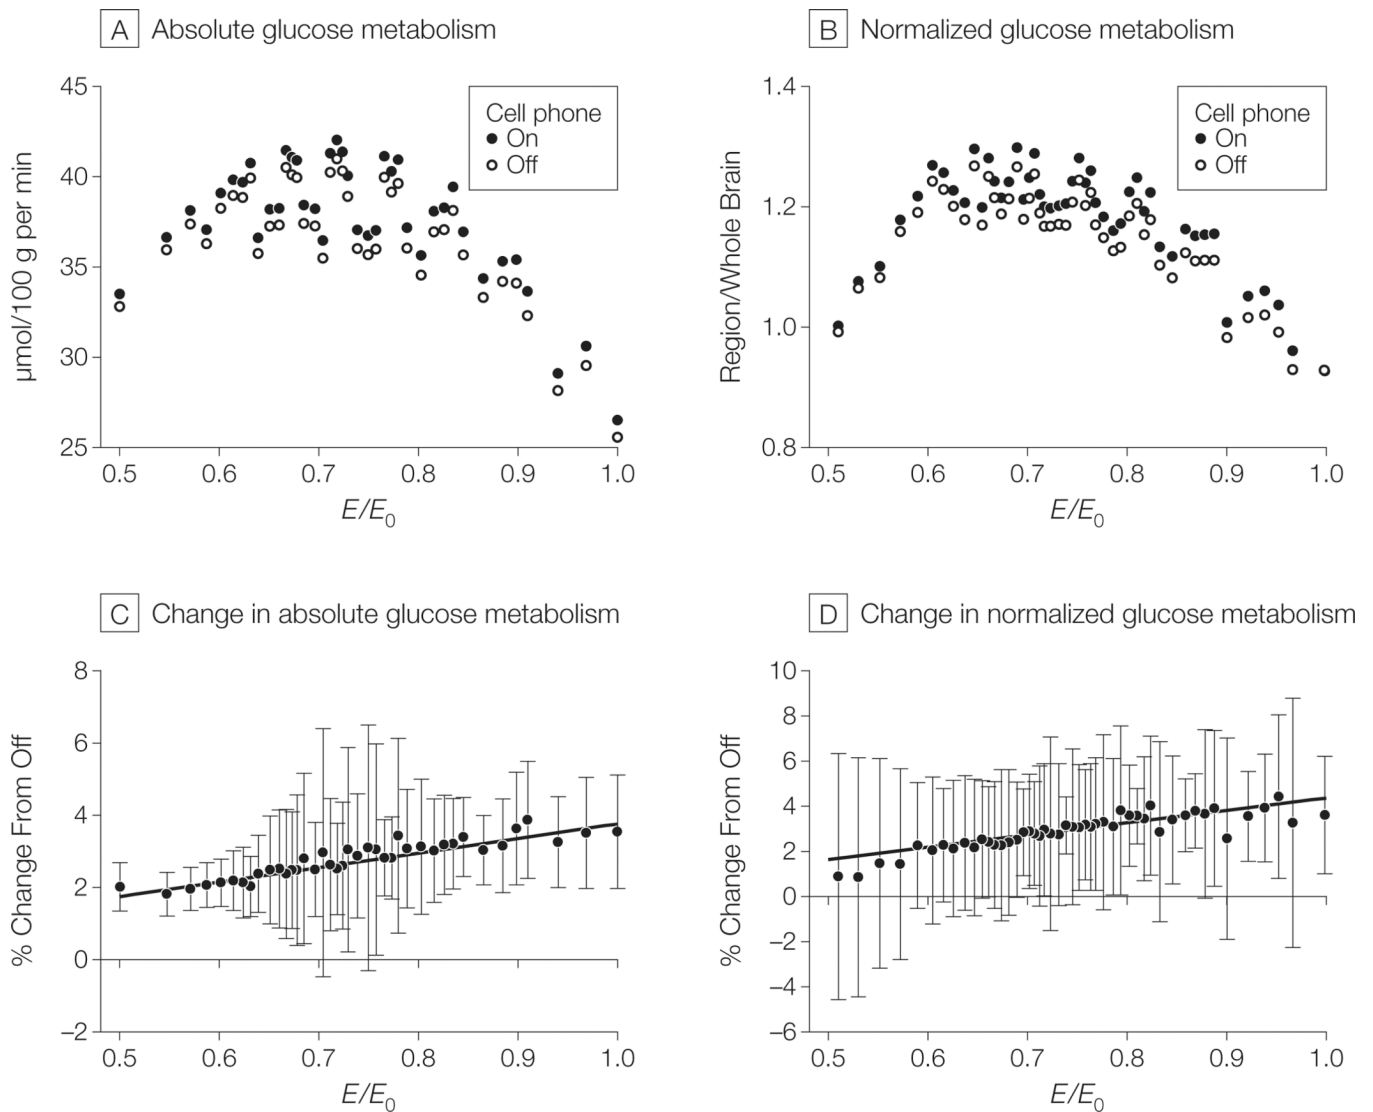 A Absolute glucose metabolism
45
40
35
30
25
μmol/100 g per min
Cell phone
On
Off
0.5 0.6 0.7 0.8 0.9 1.0
E/E0
B Normalized glucose metabolism
1.4
1.2
1.0
0.8
Region/Whole Brain
Cell phone
On
Off
0.5 0.6 0.7 0.8 0.9 1.0
E/E0
C Change in absolute glucose metabolism
8
6
4
2
0
–2
% Change From Off
0.5 0.6 0.7 0.8 0.9 1.0
E/E0
D Change in normalized glucose metabolism
10
8
6
4
2
0
–2
–4
–6
% Change From Off
0.5 0.6 0.7 0.8 0.9 1.0
E/E0